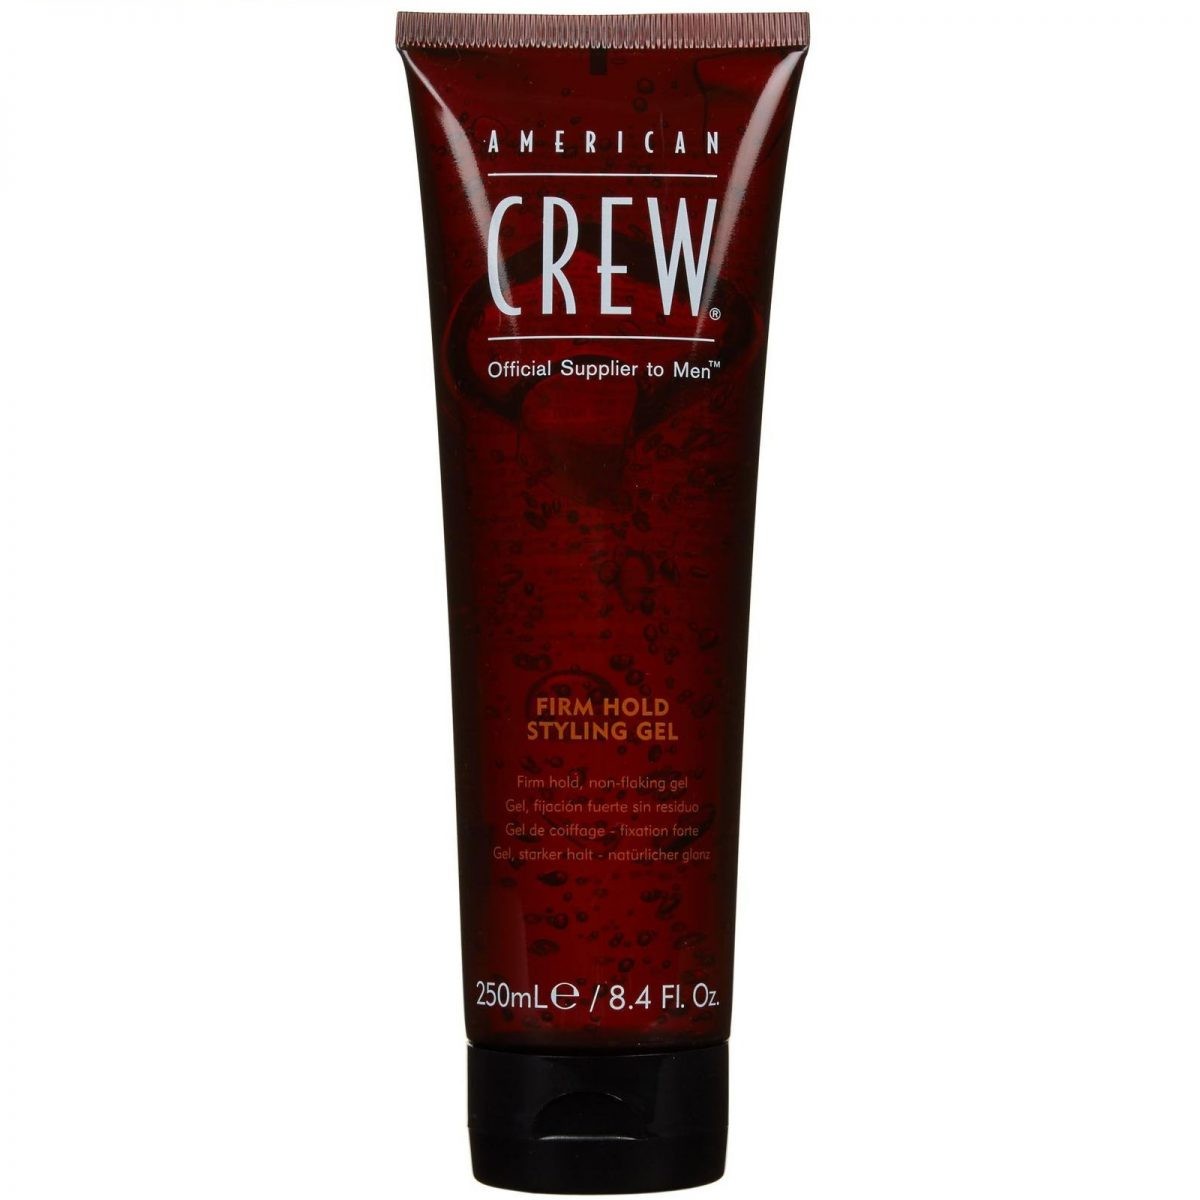 AMERICAN
CREW®
Official Supplier to Men™
FIRM HOLD
STYLING GEL
Firm hold, non-flaking gel
Gel, fijación fuerte sin residuo
Gel de coiffage - fixation forte
Gel, starker halt - natürlicher glanz
250mL℮ / 8.4 Fl. Oz.